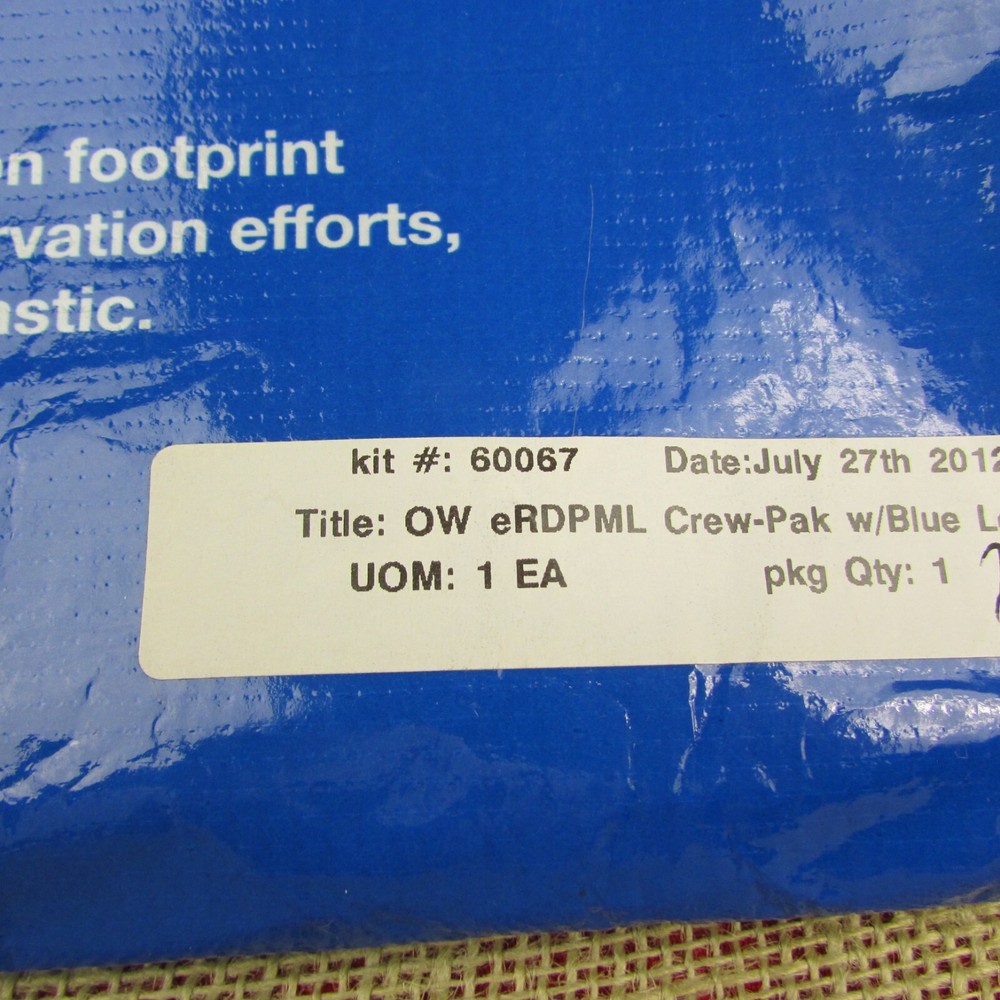 on footprint
rvation efforts,
astic.
kit #: 60067 Date:July 27th 2012
Title: OW eRDPML Crew-Pak w/Blue
UOM: 1 EA pkg Qty: 1